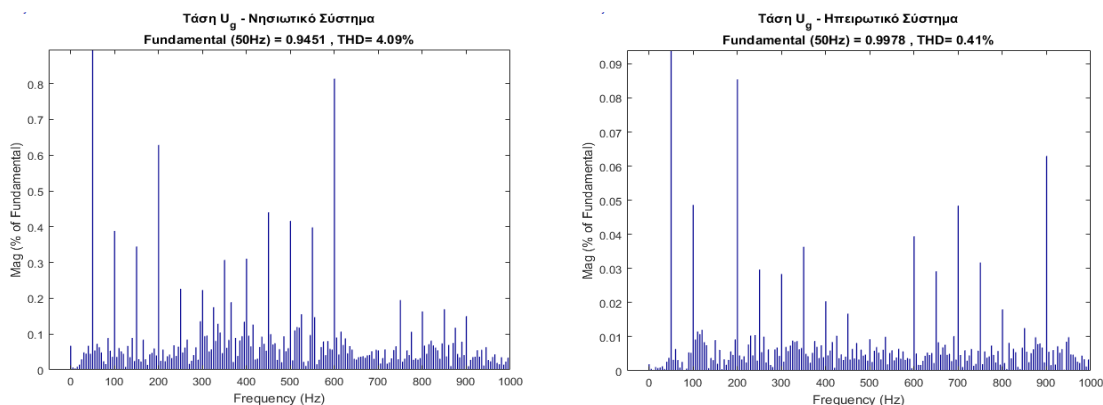 Τάση Ug - Νησιωτικό Σύστημα
Fundamental (50Hz) = 0.9451 , THD= 4.09%
0.8
0.7
0.6
0.5
0.4
0.3
0.2
0.1
0
Mag (% of Fundamental)
0 100 200 300 400 500 600 700 800 900 1000
Frequency (Hz)
Τάση Ug - Ηπειρωτικό Σύστημα
Fundamental (50Hz) = 0.9978 , THD= 0.41%
0.09
0.08
0.07
0.06
0.05
0.04
0.03
0.02
0.01
0
Mag (% of Fundamental)
0 100 200 300 400 500 600 700 800 900 1000
Frequency (Hz)